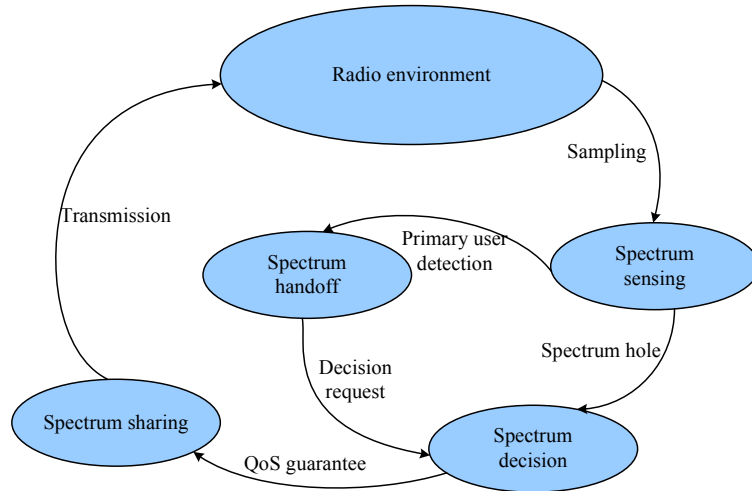 Radio environment
Sampling
Transmission
Primary user
detection
Spectrum
sensing
Spectrum
handoff
Spectrum hole
Decision
request
Spectrum sharing
Spectrum
decision
QoS guarantee